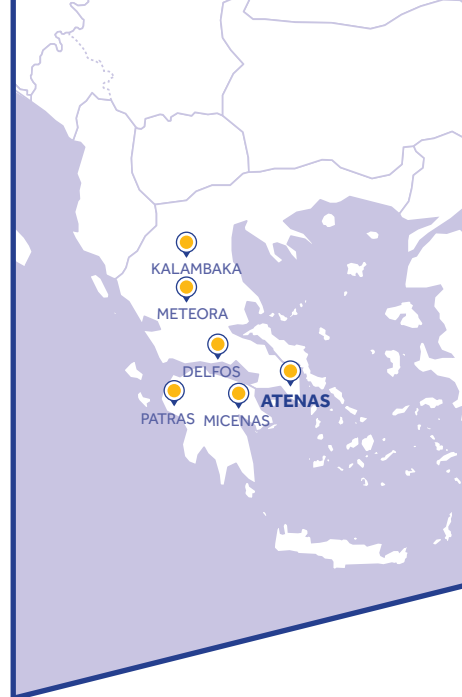 KALAMBAKA
METEORA
DELFOS
ATENAS
PATRAS
MICENAS